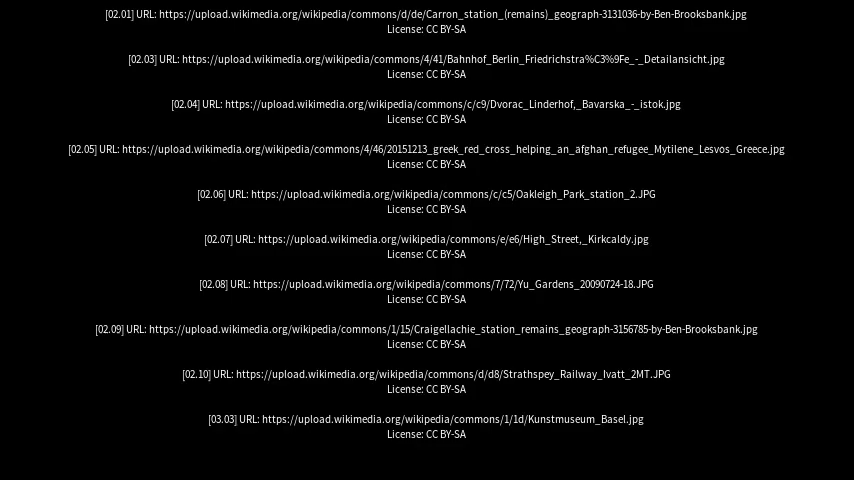 [02.01] URL: https://upload.wikimedia.org/wikipedia/commons/d/de/Carron_station_(remains)_geograph-3131036-by-Ben-Brooksbank.jpg
License: CC BY-SA
[02.03] URL: https://upload.wikimedia.org/wikipedia/commons/4/41/Bahnhof_Berlin_Friedrichstra%C3%9Fe_-_Detailansicht.jpg
License: CC BY-SA
[02.04] URL: https://upload.wikimedia.org/wikipedia/commons/c/c9/Dvorac_Linderhof,_Bavarska_-_istok.jpg
License: CC BY-SA
[02.05] URL: https://upload.wikimedia.org/wikipedia/commons/4/46/20151213_greek_red_cross_helping_an_afghan_refugee_Mytilene_Lesvos_Greece.jpg
License: CC BY-SA
[02.06] URL: https://upload.wikimedia.org/wikipedia/commons/c/c5/Oakleigh_Park_station_2.JPG
License: CC BY-SA
[02.07] URL: https://upload.wikimedia.org/wikipedia/commons/e/e6/High_Street,_Kirkcaldy.jpg
License: CC BY-SA
[02.08] URL: https://upload.wikimedia.org/wikipedia/commons/7/72/Yu_Gardens_20090724-18.JPG
License: CC BY-SA
[02.09] URL: https://upload.wikimedia.org/wikipedia/commons/1/15/Craigellachie_station_remains_geograph-3156785-by-Ben-Brooksbank.jpg
License: CC BY-SA
[02.10] URL: https://upload.wikimedia.org/wikipedia/commons/d/d8/Strathspey_Railway_Ivatt_2MT.JPG
License: CC BY-SA
[03.03] URL: https://upload.wikimedia.org/wikipedia/commons/1/1d/Kunstmuseum_Basel.jpg
License: CC BY-SA